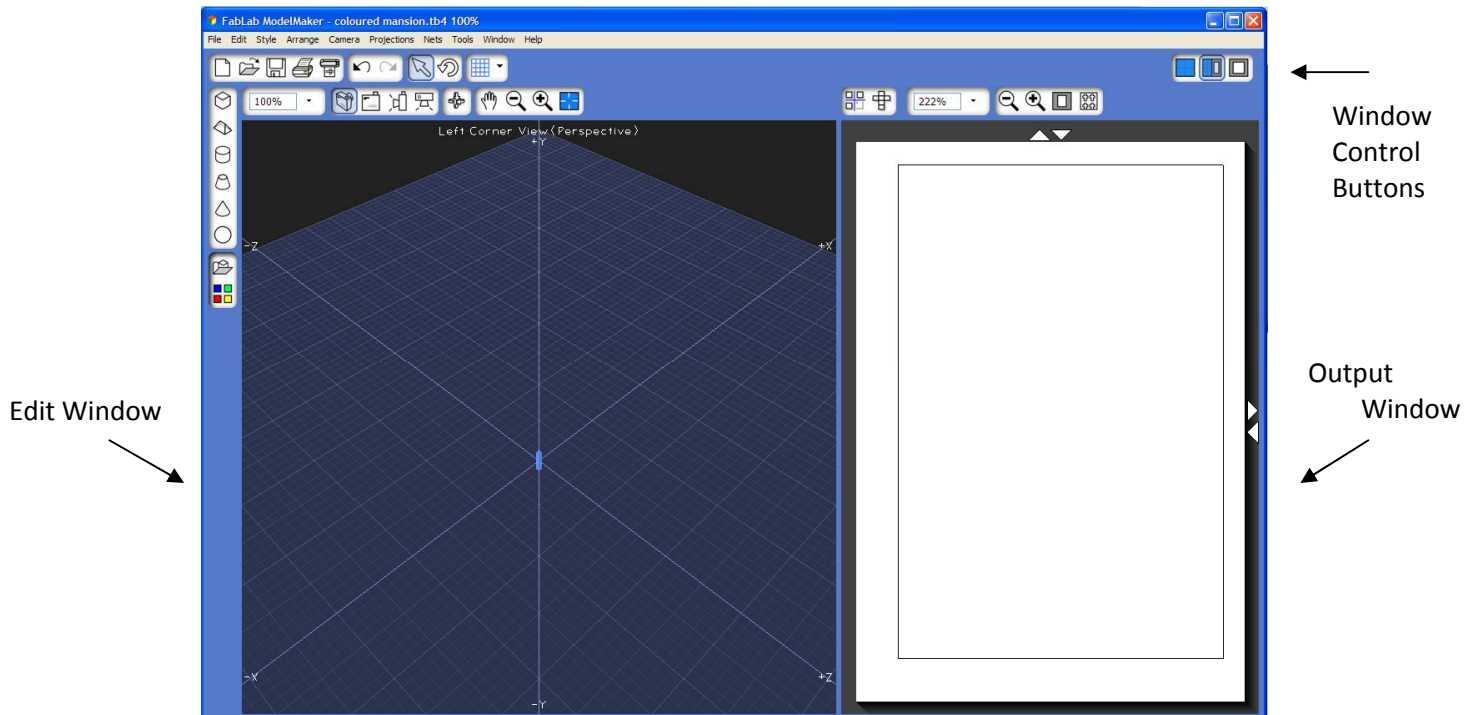 FabLab ModelMaker - coloured mansion.tb4 100%
File Edit Style Arrange Camera Projections Nets Tools Window Help
100%
222%
Left Corner View(Perspective)
+Y
-Z
+X
-X
+Z
-Y
Window
Control
Buttons
Edit Window
Output
Window